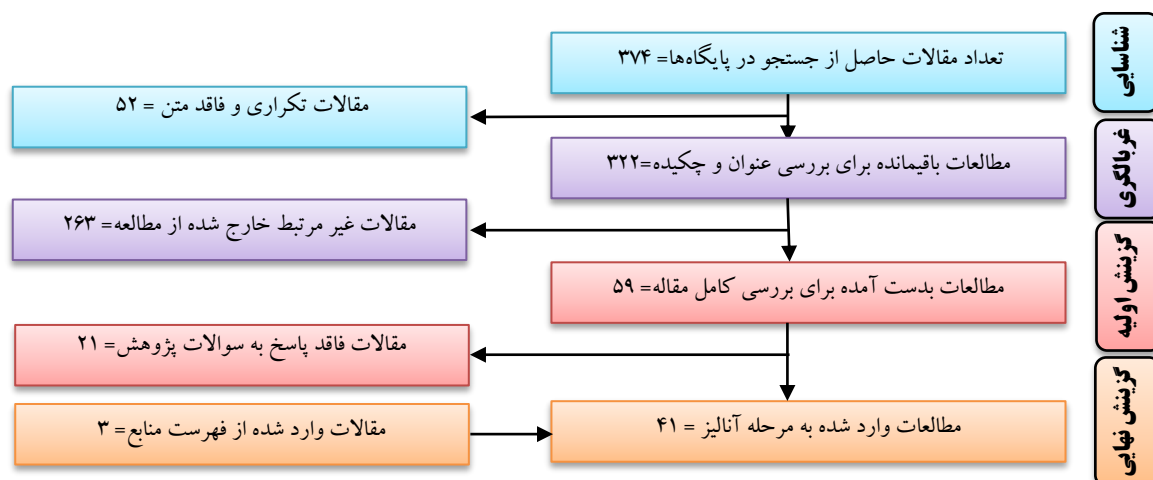 شناسایی
تعداد مقالات حاصل از جستجو در پایگاه‌ها= ۳۷۴
مقالات تکراری و فاقد متن = ۵۲
غربالگری
مطالعات باقیمانده برای بررسی عنوان و چکیده=۳۲۲
مقالات غیر مرتبط خارج شده از مطالعه= ۲۶۳
گزینش اولیه
مطالعات بدست آمده برای بررسی کامل مقاله= ۵۹
مقالات فاقد پاسخ به سوالات پژوهش= ۲۱
گزینش نهایی
مطالعات وارد شده به مرحله آنالیز = ۴۱
مقالات وارد شده از فهرست منابع= ۳